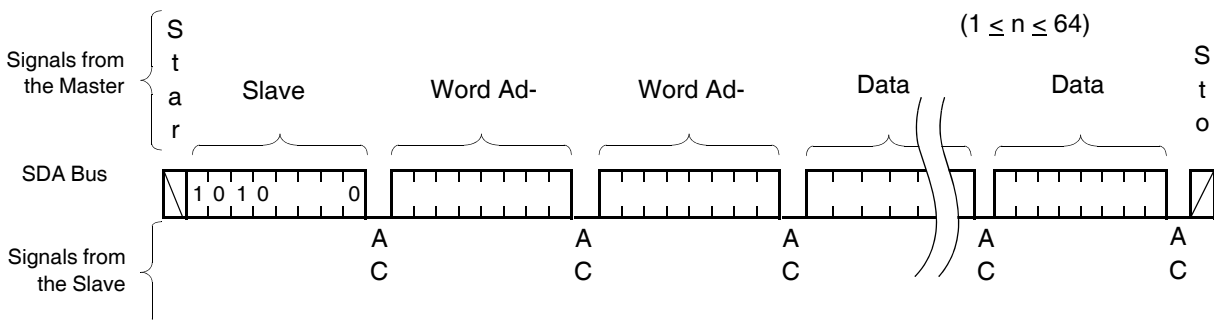 S
t
a
r
(1 ≤ n ≤ 64)
S
t
o
Signals from
the Master
Slave
Word Ad-
Word Ad-
Data
Data
SDA Bus
1 0 1 0 0
A
C
A
C
A
C
A
C
A
C
Signals from
the Slave